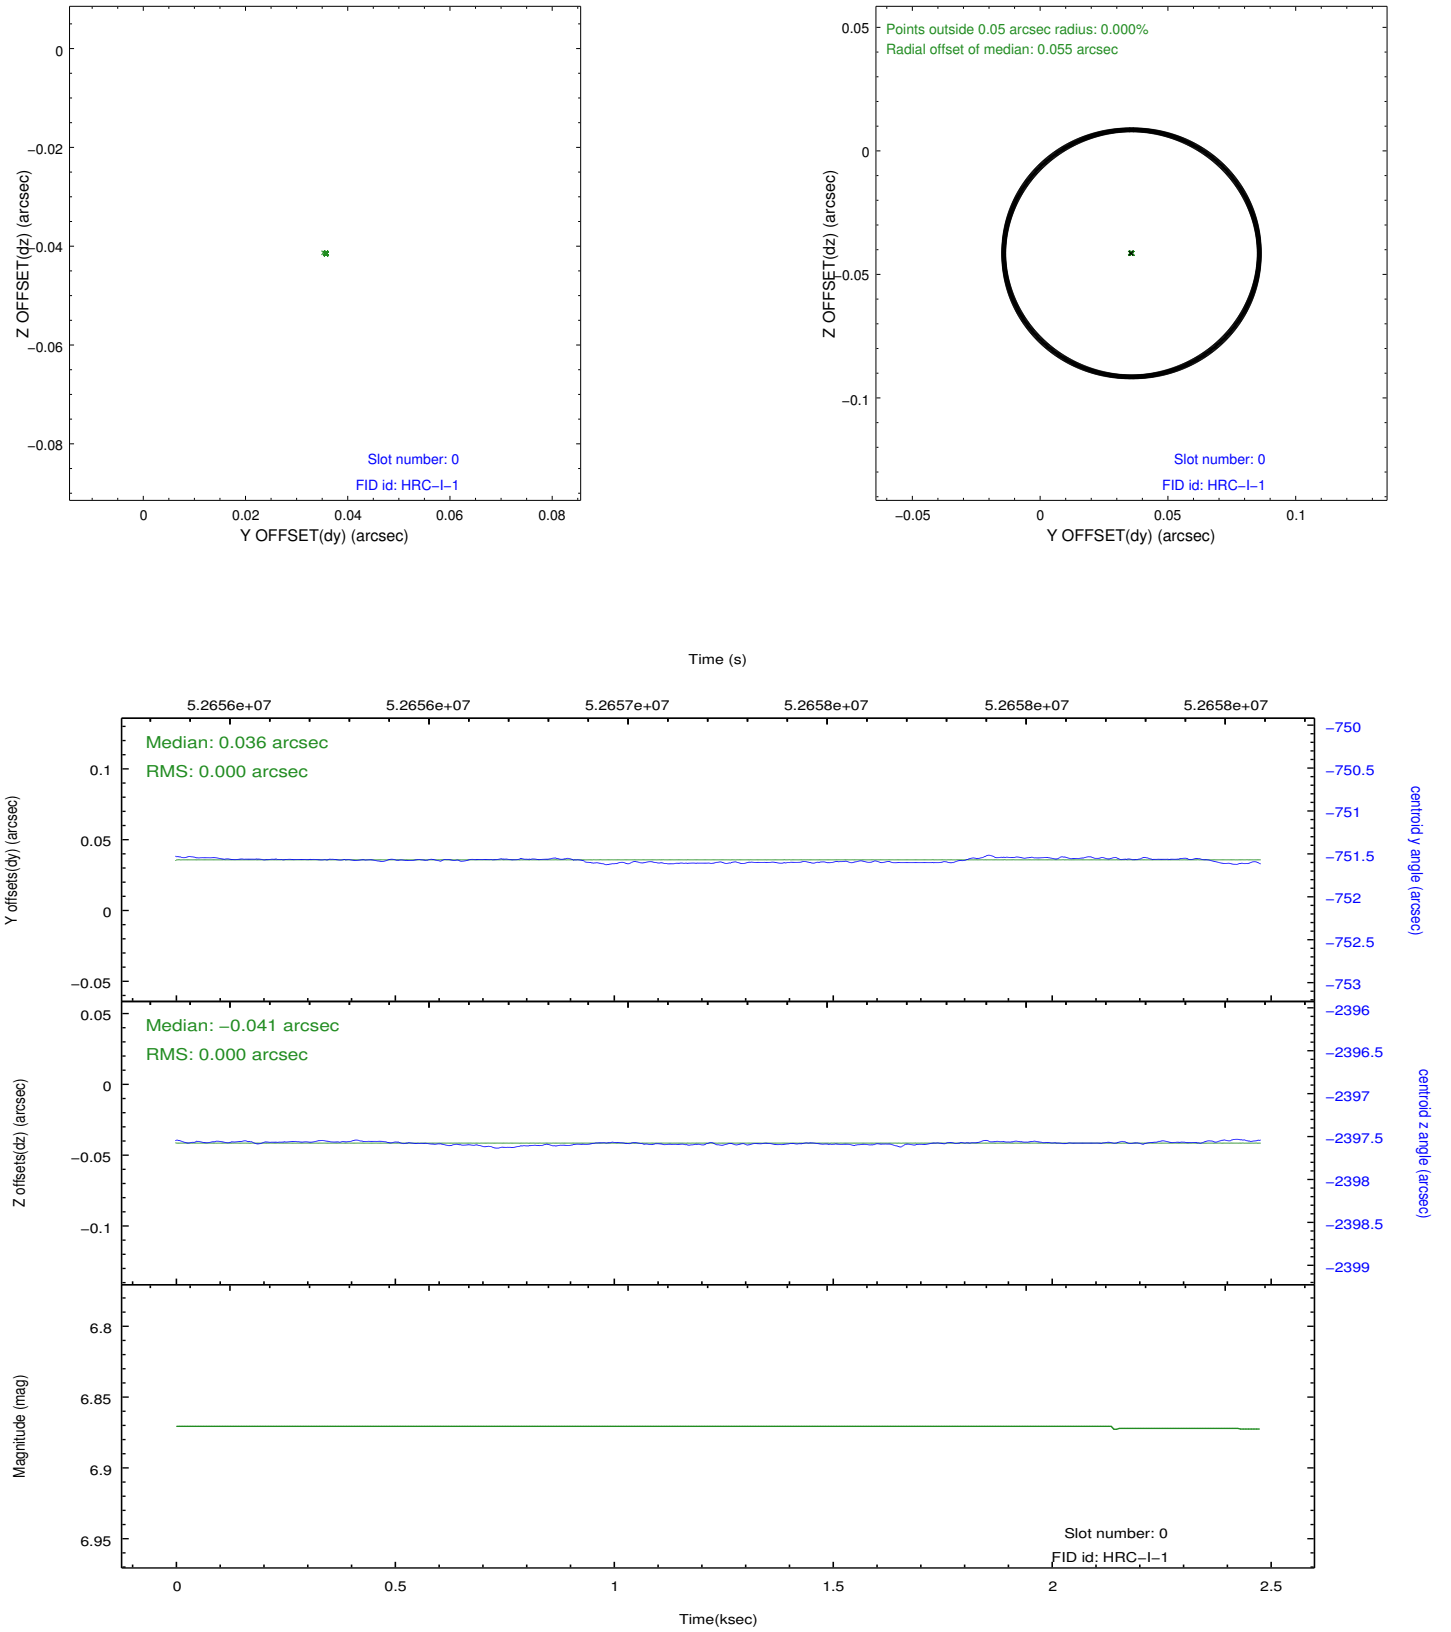 0
−0.02
−0.04
−0.06
−0.08
Z OFFSET(dz) (arcsec)
Slot number: 0
FID id: HRC−I−1
0 0.02 0.04 0.06 0.08
Y OFFSET(dy) (arcsec)
Points outside 0.05 arcsec radius: 0.000%
Radial offset of median: 0.055 arcsec
0.05
0
−0.05
−0.1
Z OFFSET(dz) (arcsec)
Slot number: 0
FID id: HRC−I−1
−0.05 0 0.05 0.1
Y OFFSET(dy) (arcsec)
Time (s)
5.2656e+07 5.2656e+07 5.2657e+07 5.2658e+07 5.2658e+07 5.2658e+07
Median: 0.036 arcsec
RMS: 0.000 arcsec
0.1
0.05
0
−0.05
Y offsets(dy) (arcsec)
−750
−750.5
−751
−751.5
−752
−752.5
−753
centroid y angle (arcsec)
Median: −0.041 arcsec
RMS: 0.000 arcsec
0.05
0
−0.05
−0.1
Z offsets(dz) (arcsec)
−2396
−2396.5
−2397
−2397.5
−2398
−2398.5
−2399
centroid z angle (arcsec)
6.8
6.85
6.9
6.95
Magnitude (mag)
Slot number: 0
FID id: HRC−I−1
0 0.5 1 1.5 2 2.5
Time(ksec)